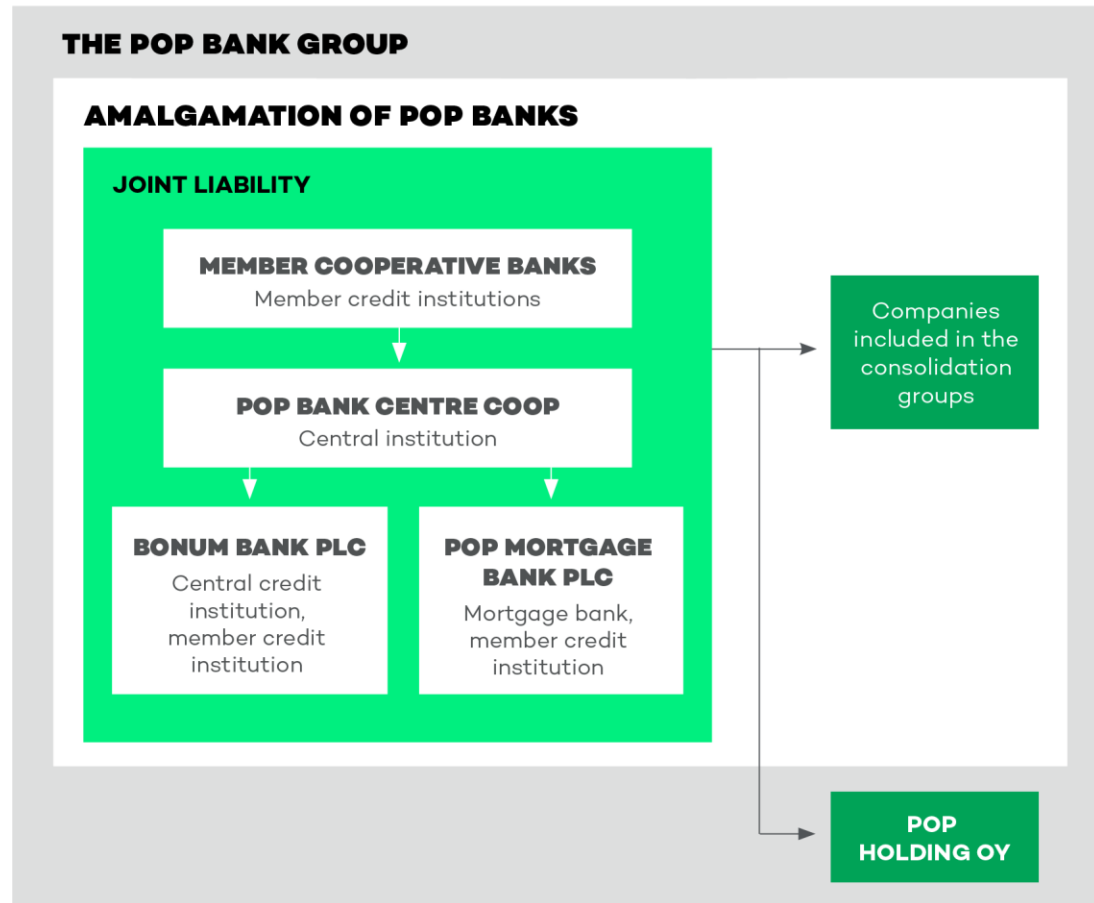 THE POP BANK GROUP
AMALGAMATION OF POP BANKS
JOINT LIABILITY
MEMBER COOPERATIVE BANKS
Member credit institutions
POP BANK CENTRE COOP
Central institution
BONUM BANK PLC
Central credit
institution,
member credit
institution
POP MORTGAGE
BANK PLC
Mortgage bank,
member credit
institution
Companies
included in the
consolidation
groups
POP
HOLDING OY